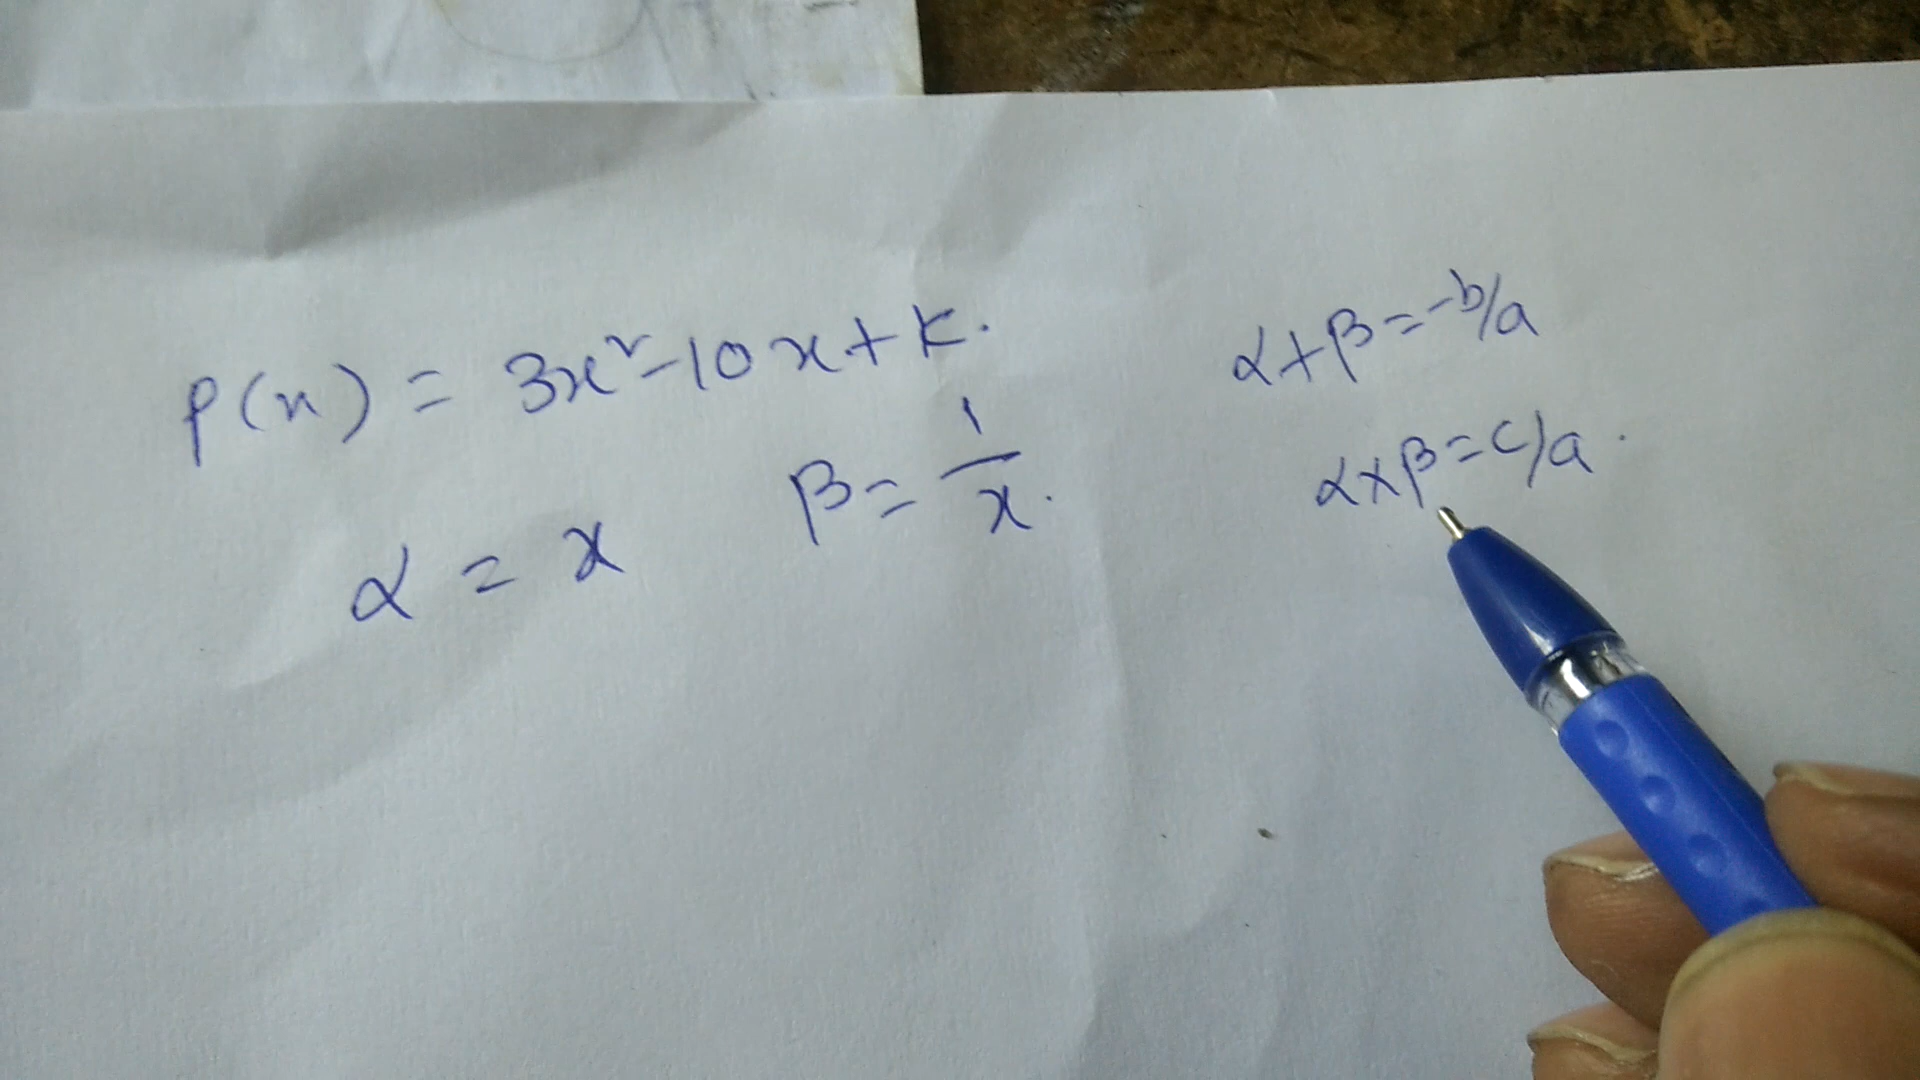 P(x) = 3x² - 10x + k.
α + β = -b/a
α = x β = 1/x.
α × β = c/a.